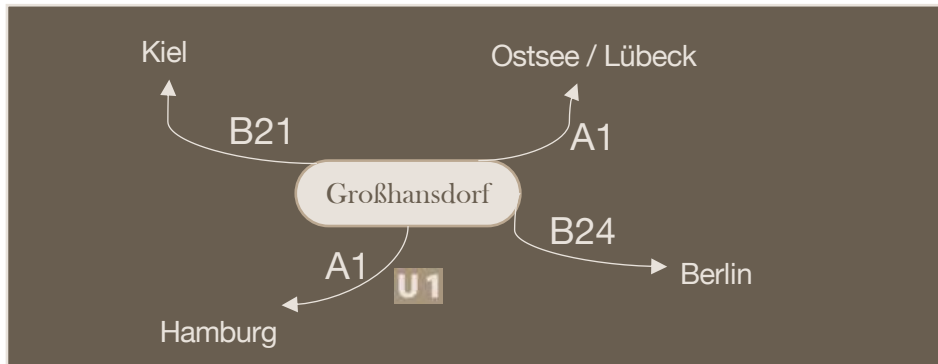 Kiel
Ostsee / Lübeck
B21
A1
Großhansdorf
B24
A1
U1
Berlin
Hamburg